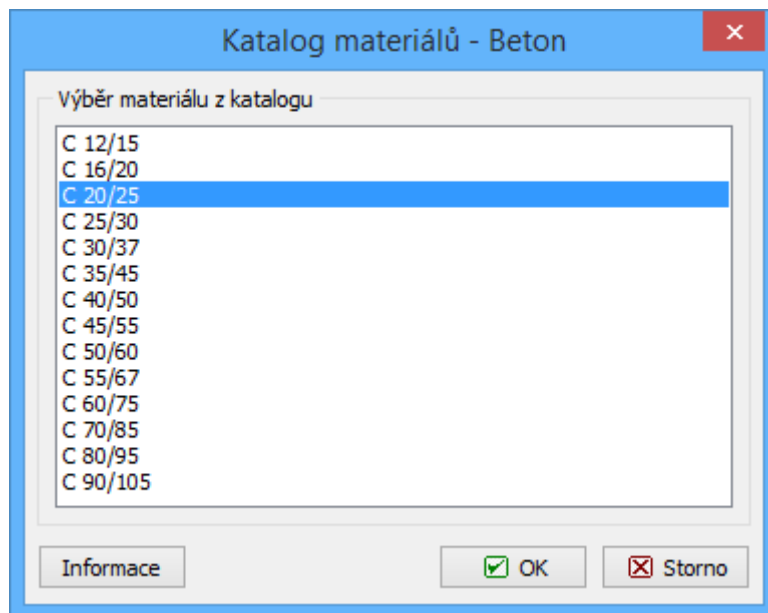 Katalog materiálů - Beton
Výběr materiálu z katalogu
C 12/15
C 16/20
C 20/25
C 25/30
C 30/37
C 35/45
C 40/50
C 45/55
C 50/60
C 55/67
C 60/75
C 70/85
C 80/95
C 90/105
Informace
OK
Storno